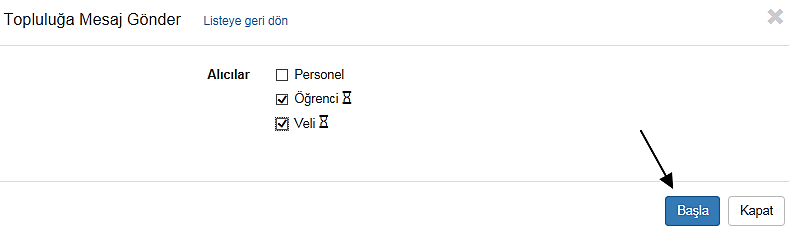 Topluluğa Mesaj Gönder Listeye geri dön
Alıcılar Personel
Öğrenci
Veli
Başla Kapat